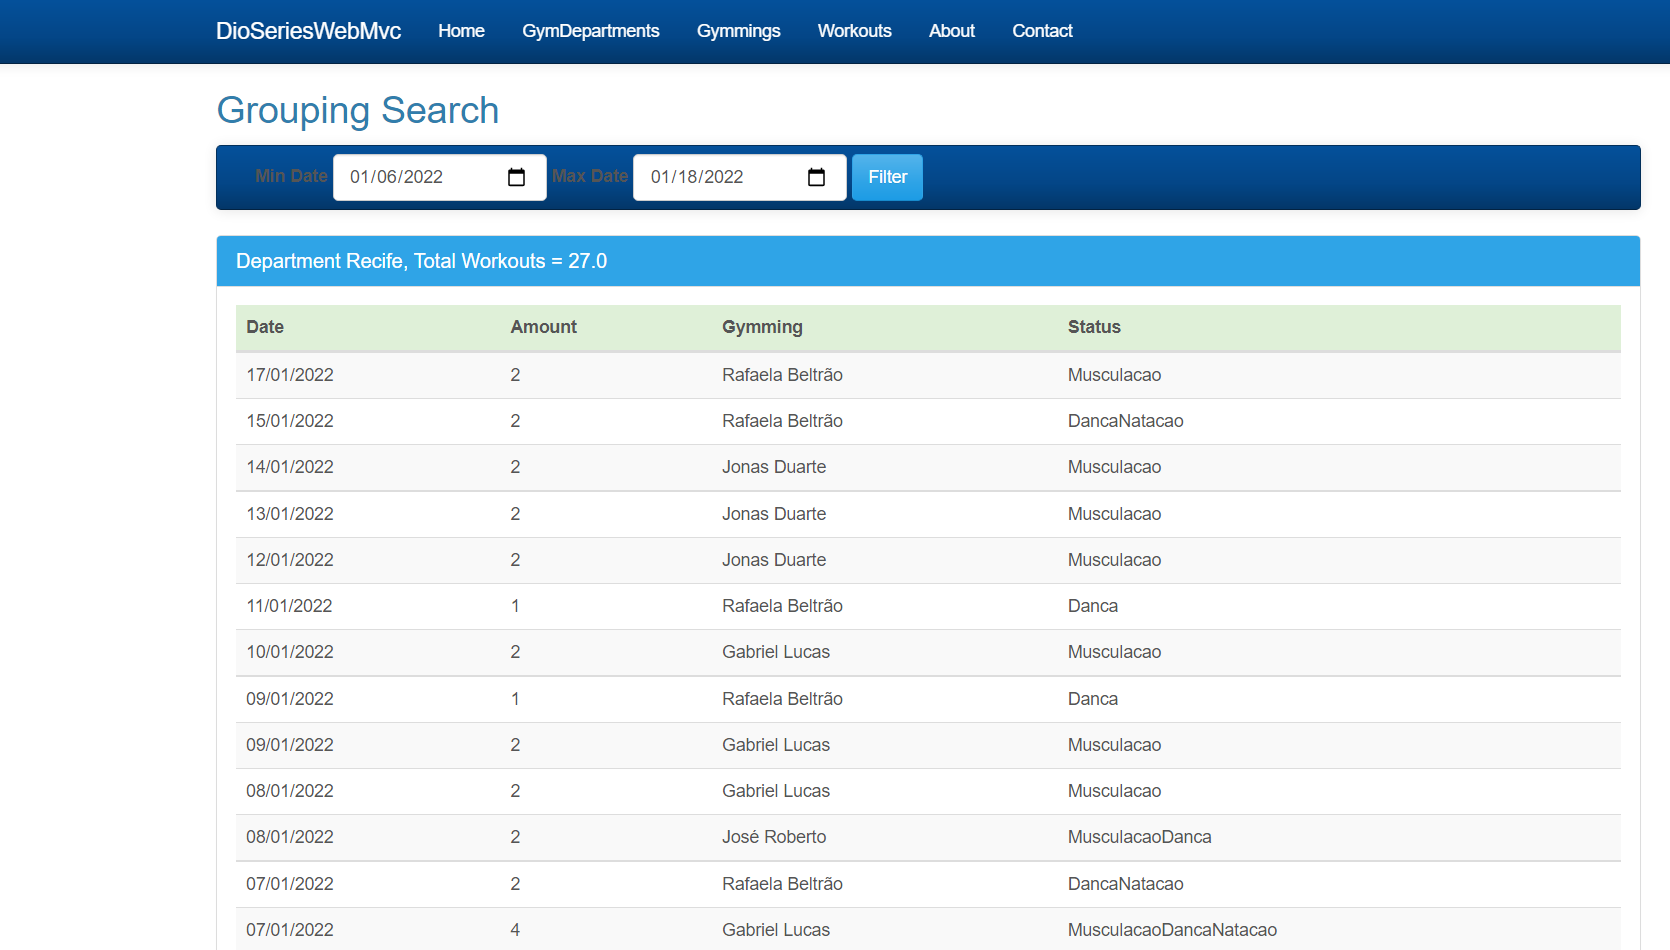 DioSeriesWebMvc Home GymDepartments Gymmings Workouts About Contact
Grouping Search
Min Date 01/06/2022 Max Date 01/18/2022 Filter
Department Recife, Total Workouts = 27.0
Date Amount Gymming Status
17/01/2022 2 Rafaela Beltrão Musculacao
15/01/2022 2 Rafaela Beltrão DancaNatacao
14/01/2022 2 Jonas Duarte Musculacao
13/01/2022 2 Jonas Duarte Musculacao
12/01/2022 2 Jonas Duarte Musculacao
11/01/2022 1 Rafaela Beltrão Danca
10/01/2022 2 Gabriel Lucas Musculacao
09/01/2022 1 Rafaela Beltrão Danca
09/01/2022 2 Gabriel Lucas Musculacao
08/01/2022 2 Gabriel Lucas Musculacao
08/01/2022 2 José Roberto MusculacaoDanca
07/01/2022 2 Rafaela Beltrão DancaNatacao
07/01/2022 4 Gabriel Lucas MusculacaoDancaNatacao